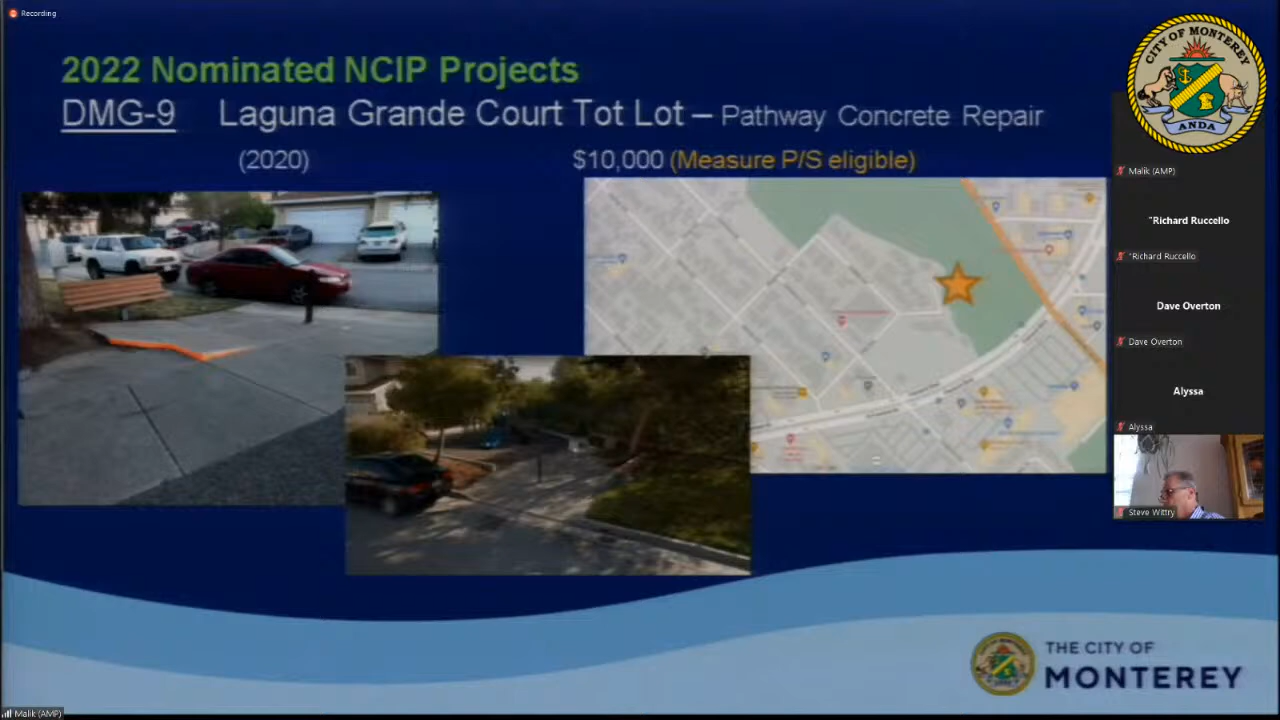 Recording
2022 Nominated NCIP Projects
DMG-9 Laguna Grande Court Tot Lot – Pathway Concrete Repair
(2020) $10,000 (Measure P/S eligible)
CITY OF MONTEREY
ANDA
Malik (AMP)
"Richard Ruccello
"Richard Ruccello
Dave Overton
Dave Overton
Alyssa
Alyssa
Steve Wittry
THE CITY OF
MONTEREY
Malik (AMP)